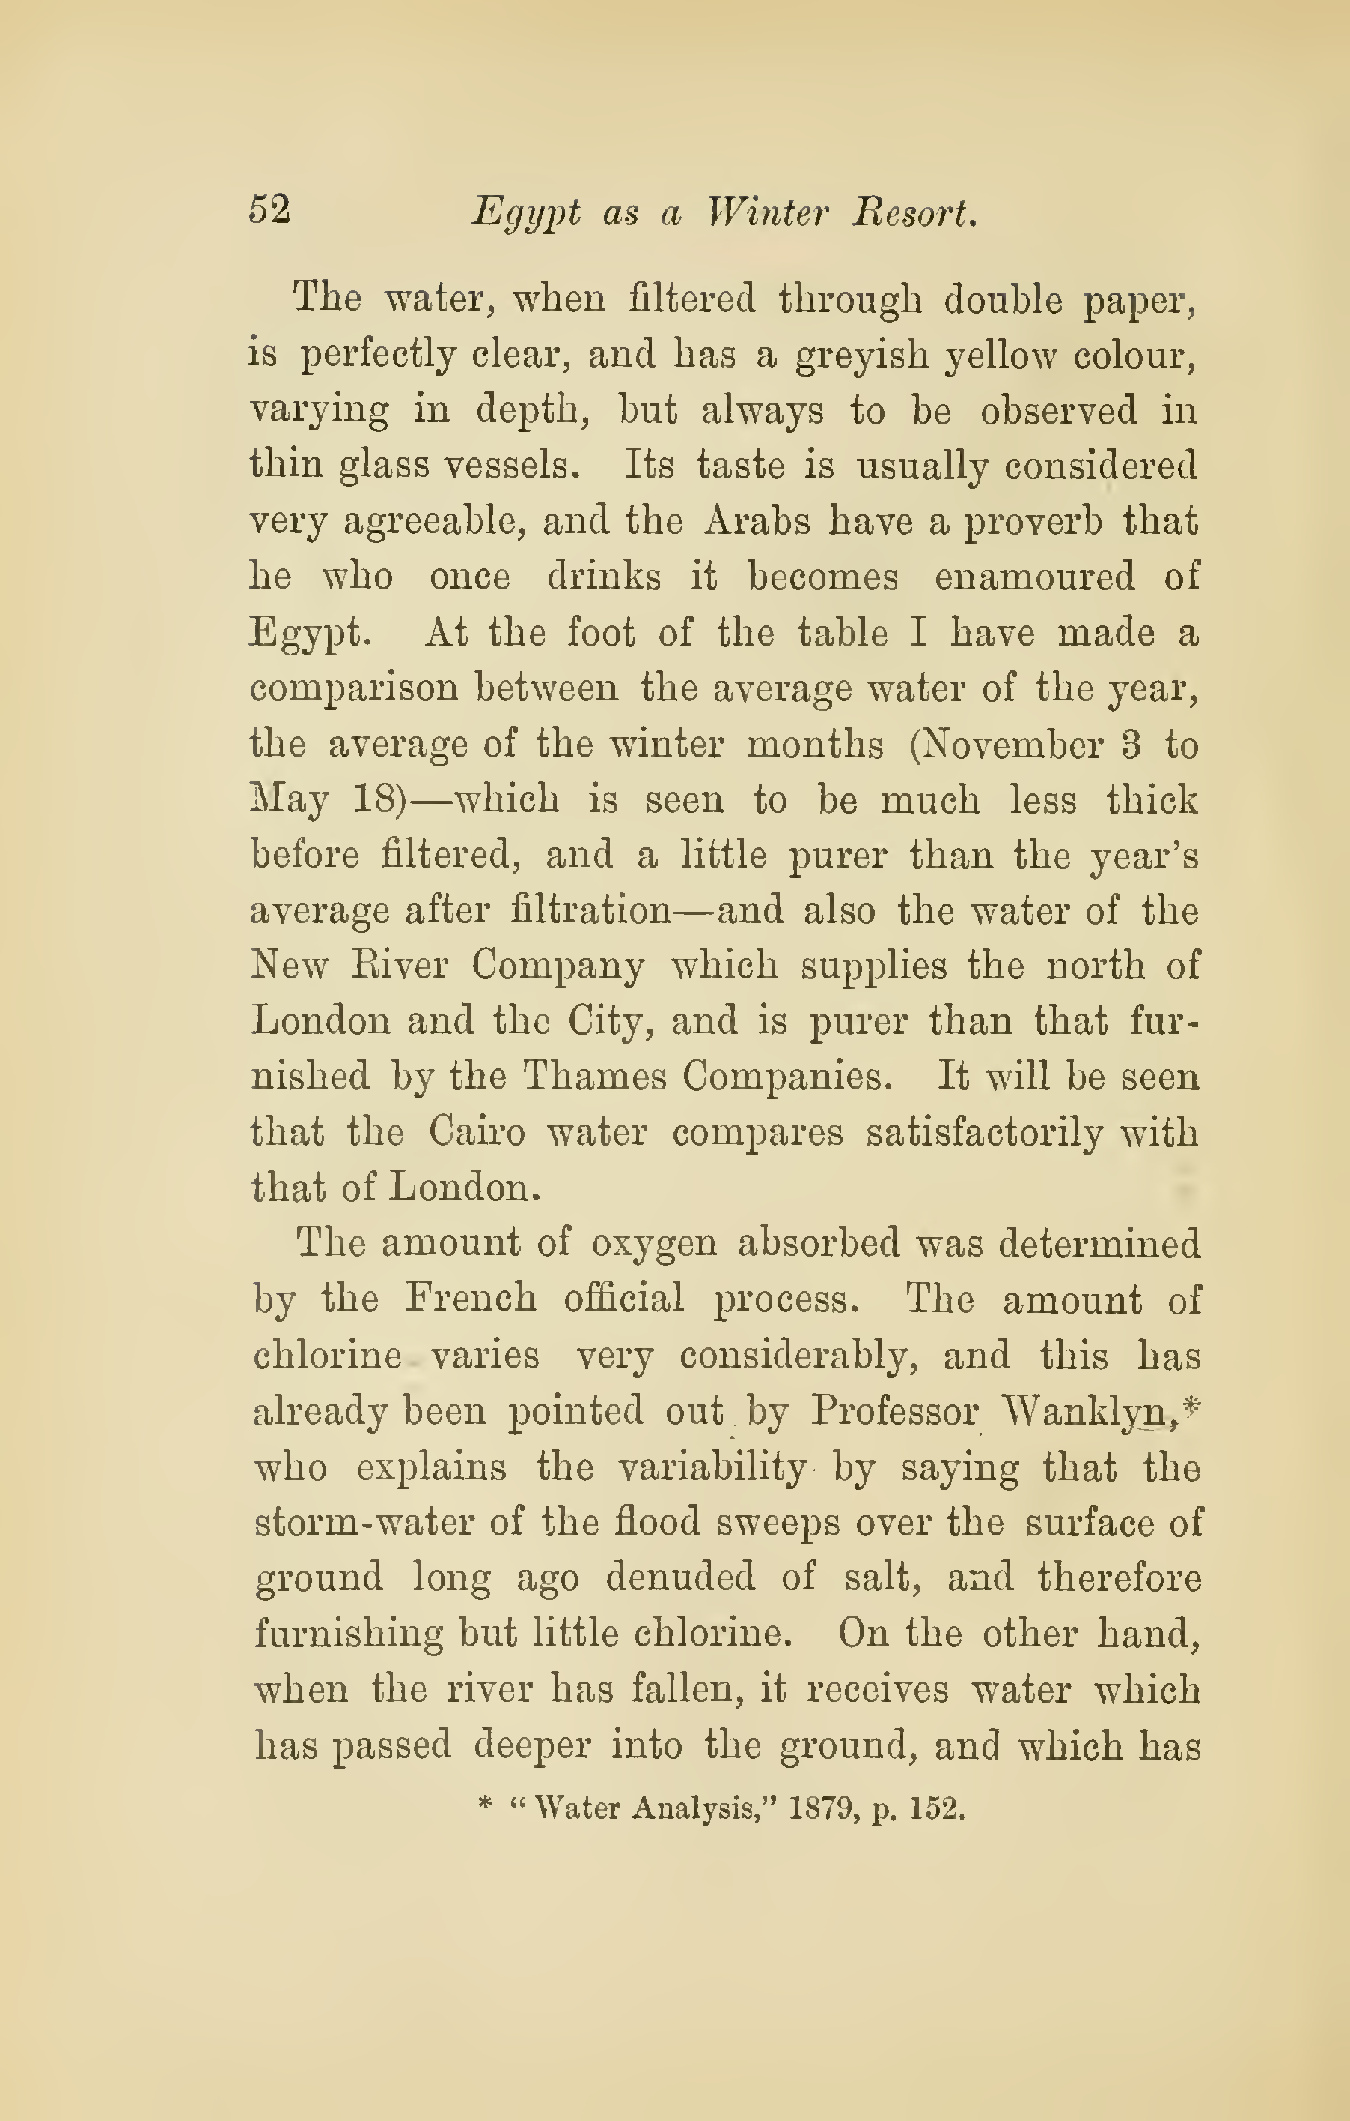 52 Egypt as a Winter Resort.
The water, when filtered through double paper,
is perfectly clear, and has a greyish yellow colour,
varying in depth, but always to be observed in
thin glass vessels. Its taste is usually considered
very agreeable, and the Arabs have a proverb that
he who once drinks it becomes enamoured of
Egypt. At the foot of the table I have made a
comparison between the average water of the year,
the average of the winter months (November 3 to
May 18)—which is seen to be much less thick
before filtered, and a little purer than the year's
average after filtration—and also the water of the
New River Company which supplies the north of
London and the City, and is purer than that fur-
nished by the Thames Companies. It will be seen
that the Cairo water compares satisfactorily with
that of London.
The amount of oxygen absorbed was determined
by the French official process. The amount of
chlorine varies very considerably, and this has
already been pointed out by Professor Wanklyn,*
who explains the variability by saying that the
storm-water of the flood sweeps over the surface of
ground long ago denuded of salt, and therefore
furnishing but little chlorine. On the other hand,
when the river has fallen, it receives water which
has passed deeper into the ground, and which has
* "Water Analysis," 1879, p. 152.